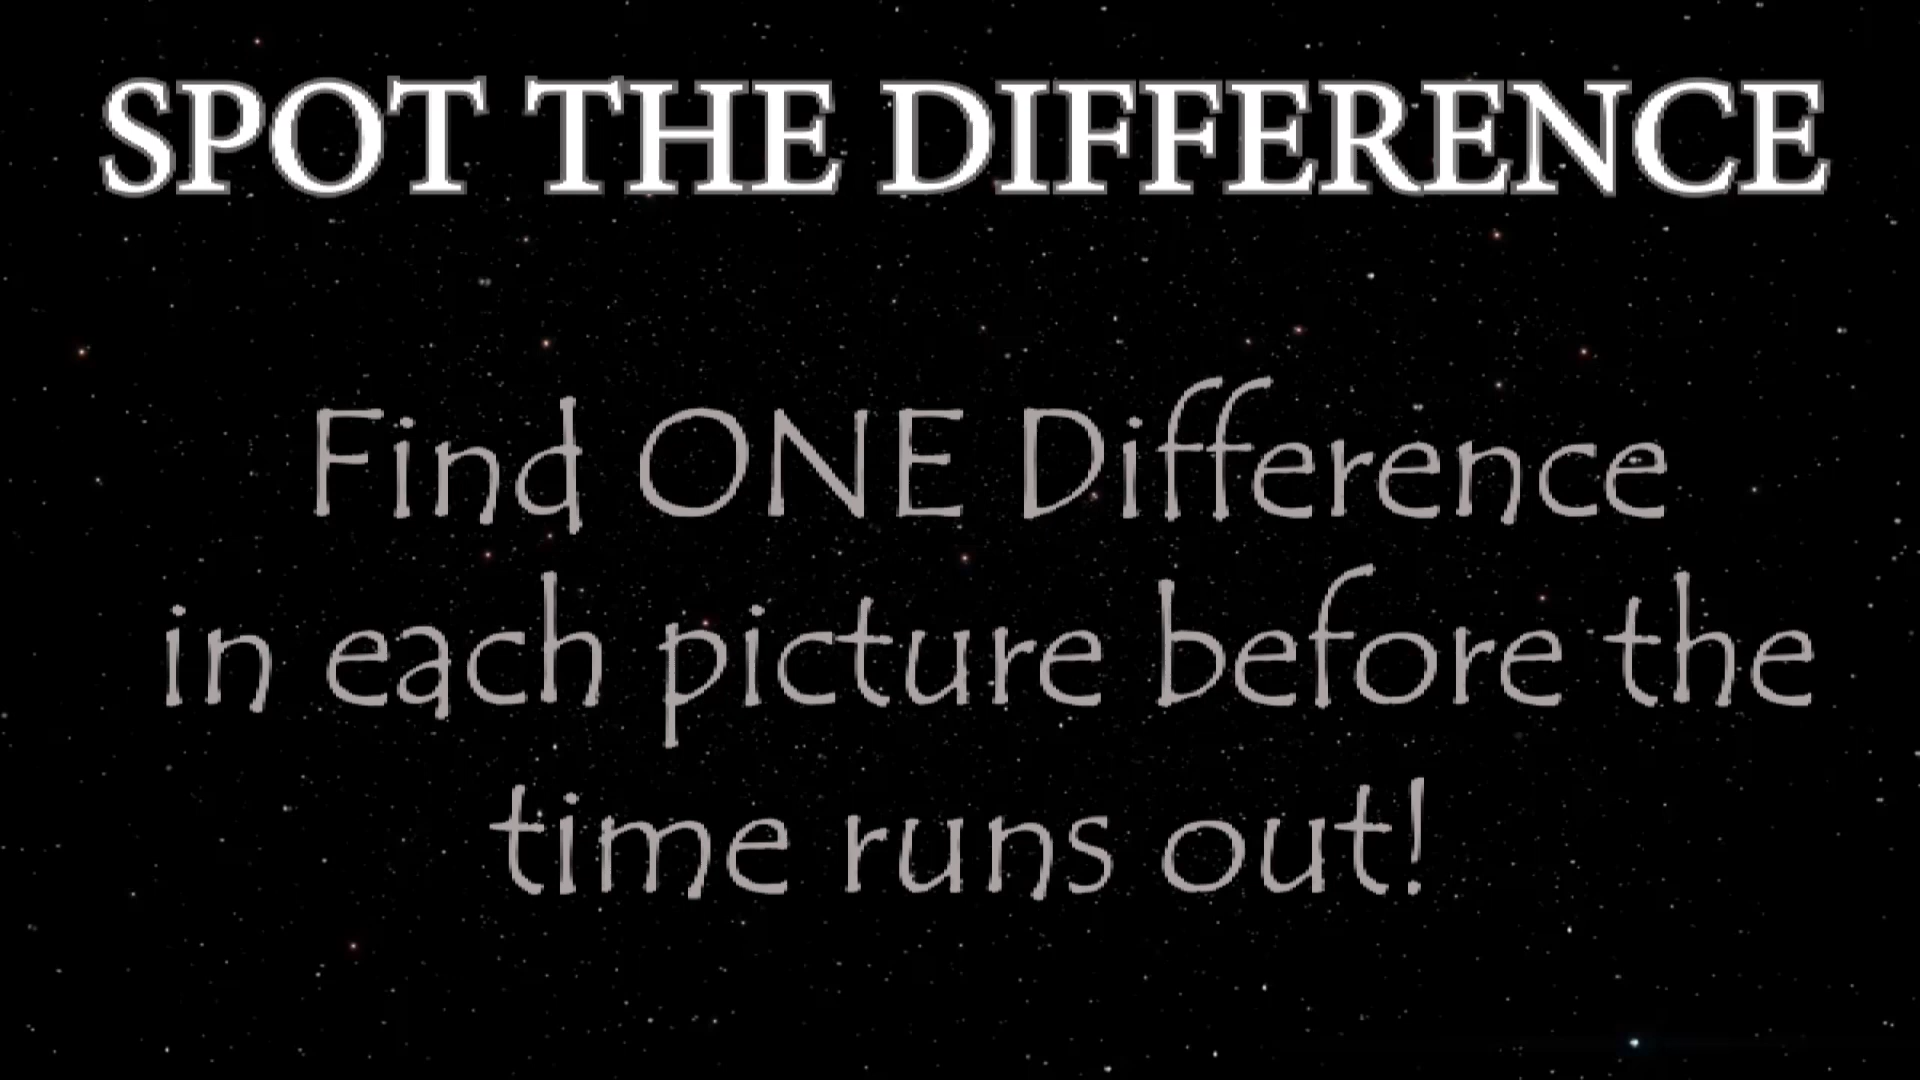 SPOT THE DIFFERENCE
Find ONE Difference
in each picture before the
time runs out!